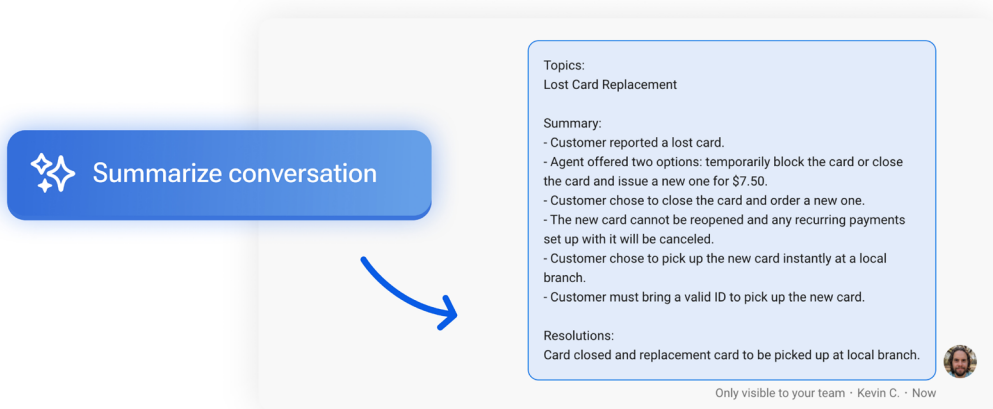 Summarize conversation
Topics:
Lost Card Replacement
Summary:
- Customer reported a lost card.
- Agent offered two options: temporarily block the card or close
the card and issue a new one for $7.50.
- Customer chose to close the card and order a new one.
- The new card cannot be reopened and any recurring payments
set up with it will be canceled.
- Customer chose to pick up the new card instantly at a local
branch.
- Customer must bring a valid ID to pick up the new card.
Resolutions:
Card closed and replacement card to be picked up at local branch.
Only visible to your team · Kevin C. · Now